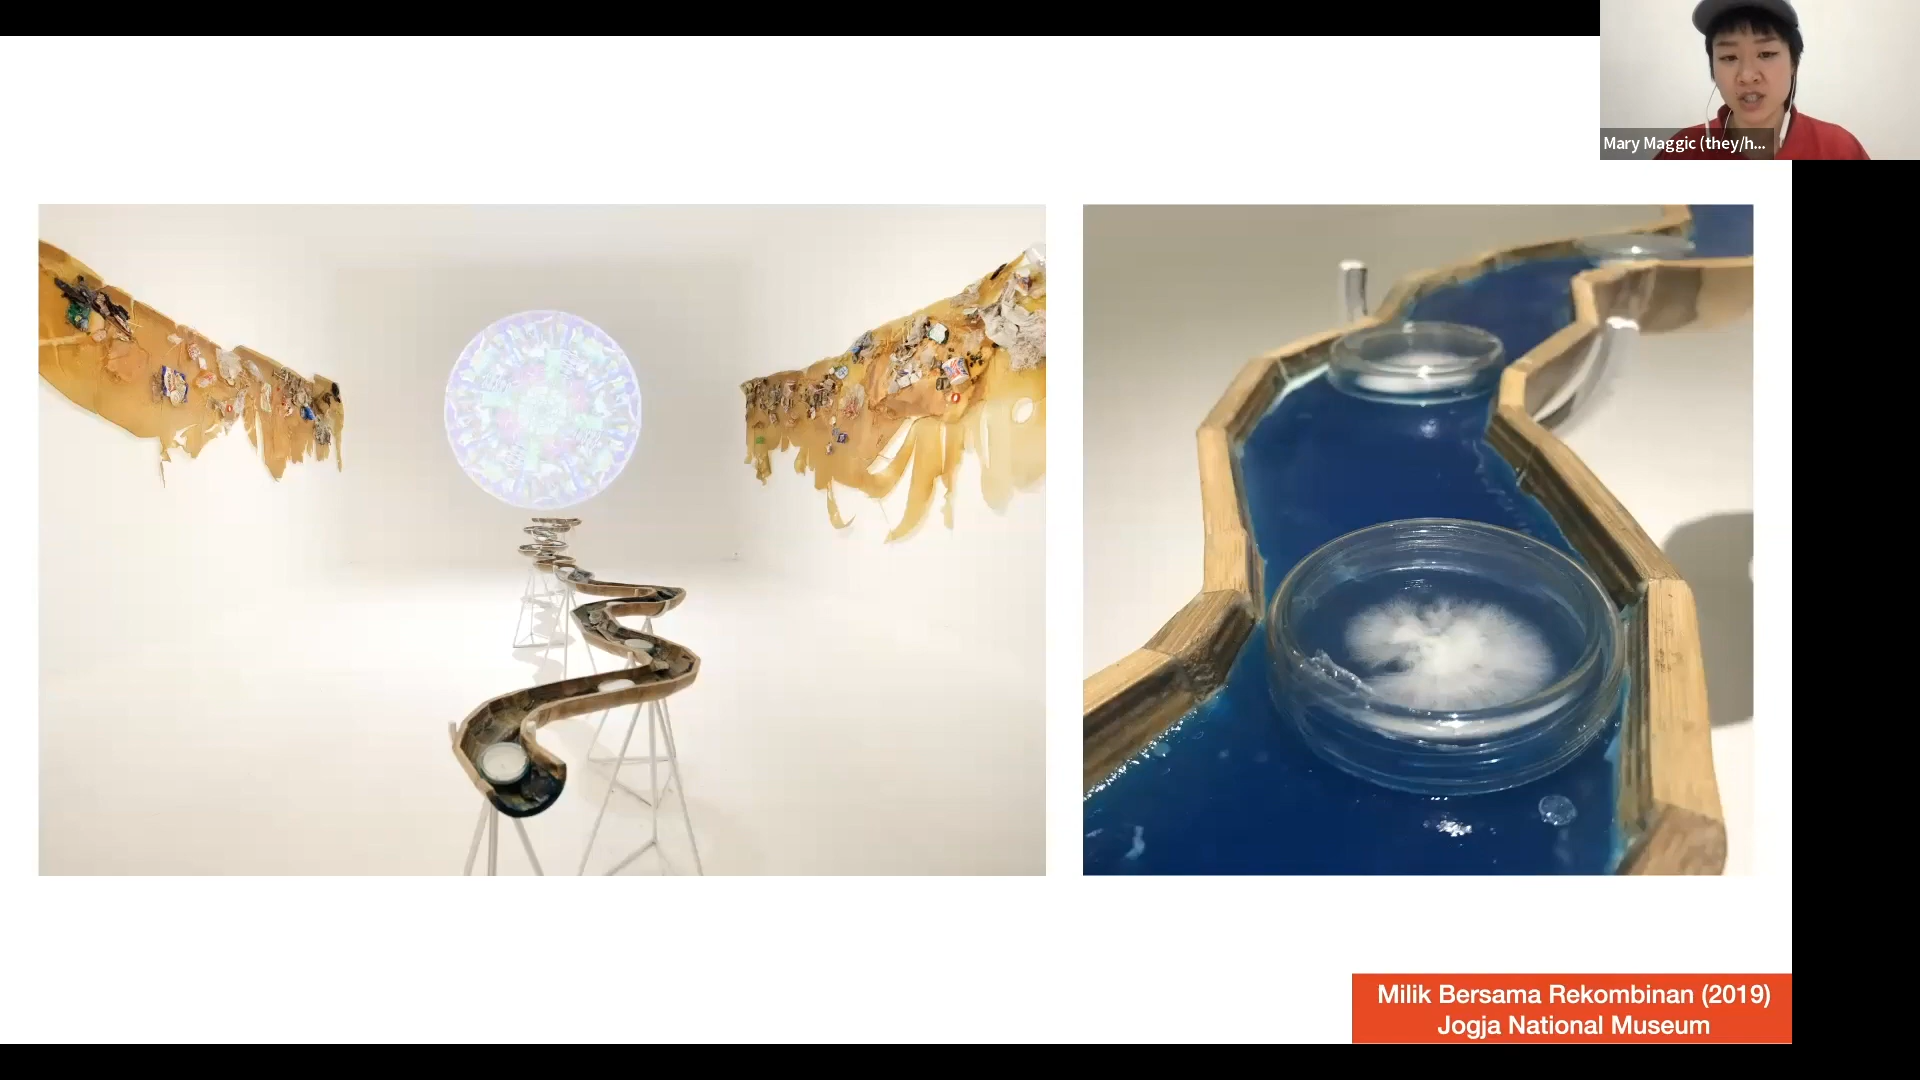 Mary Maggic (they/h...
Milik Bersama Rekombinan (2019)
Jogja National Museum